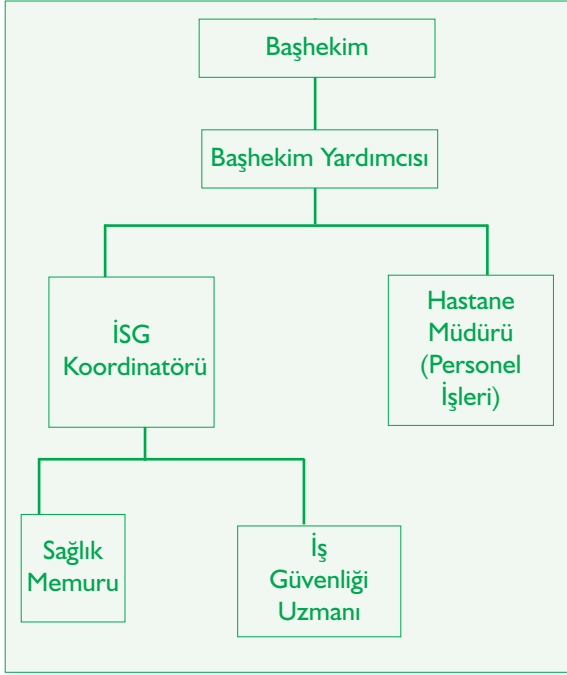 Başhekim
Başhekim Yardımcısı
İSG
Koordinatörü
Hastane
Müdürü
(Personel
İşleri)
Sağlık
Memuru
İş
Güvenliği
Uzmanı